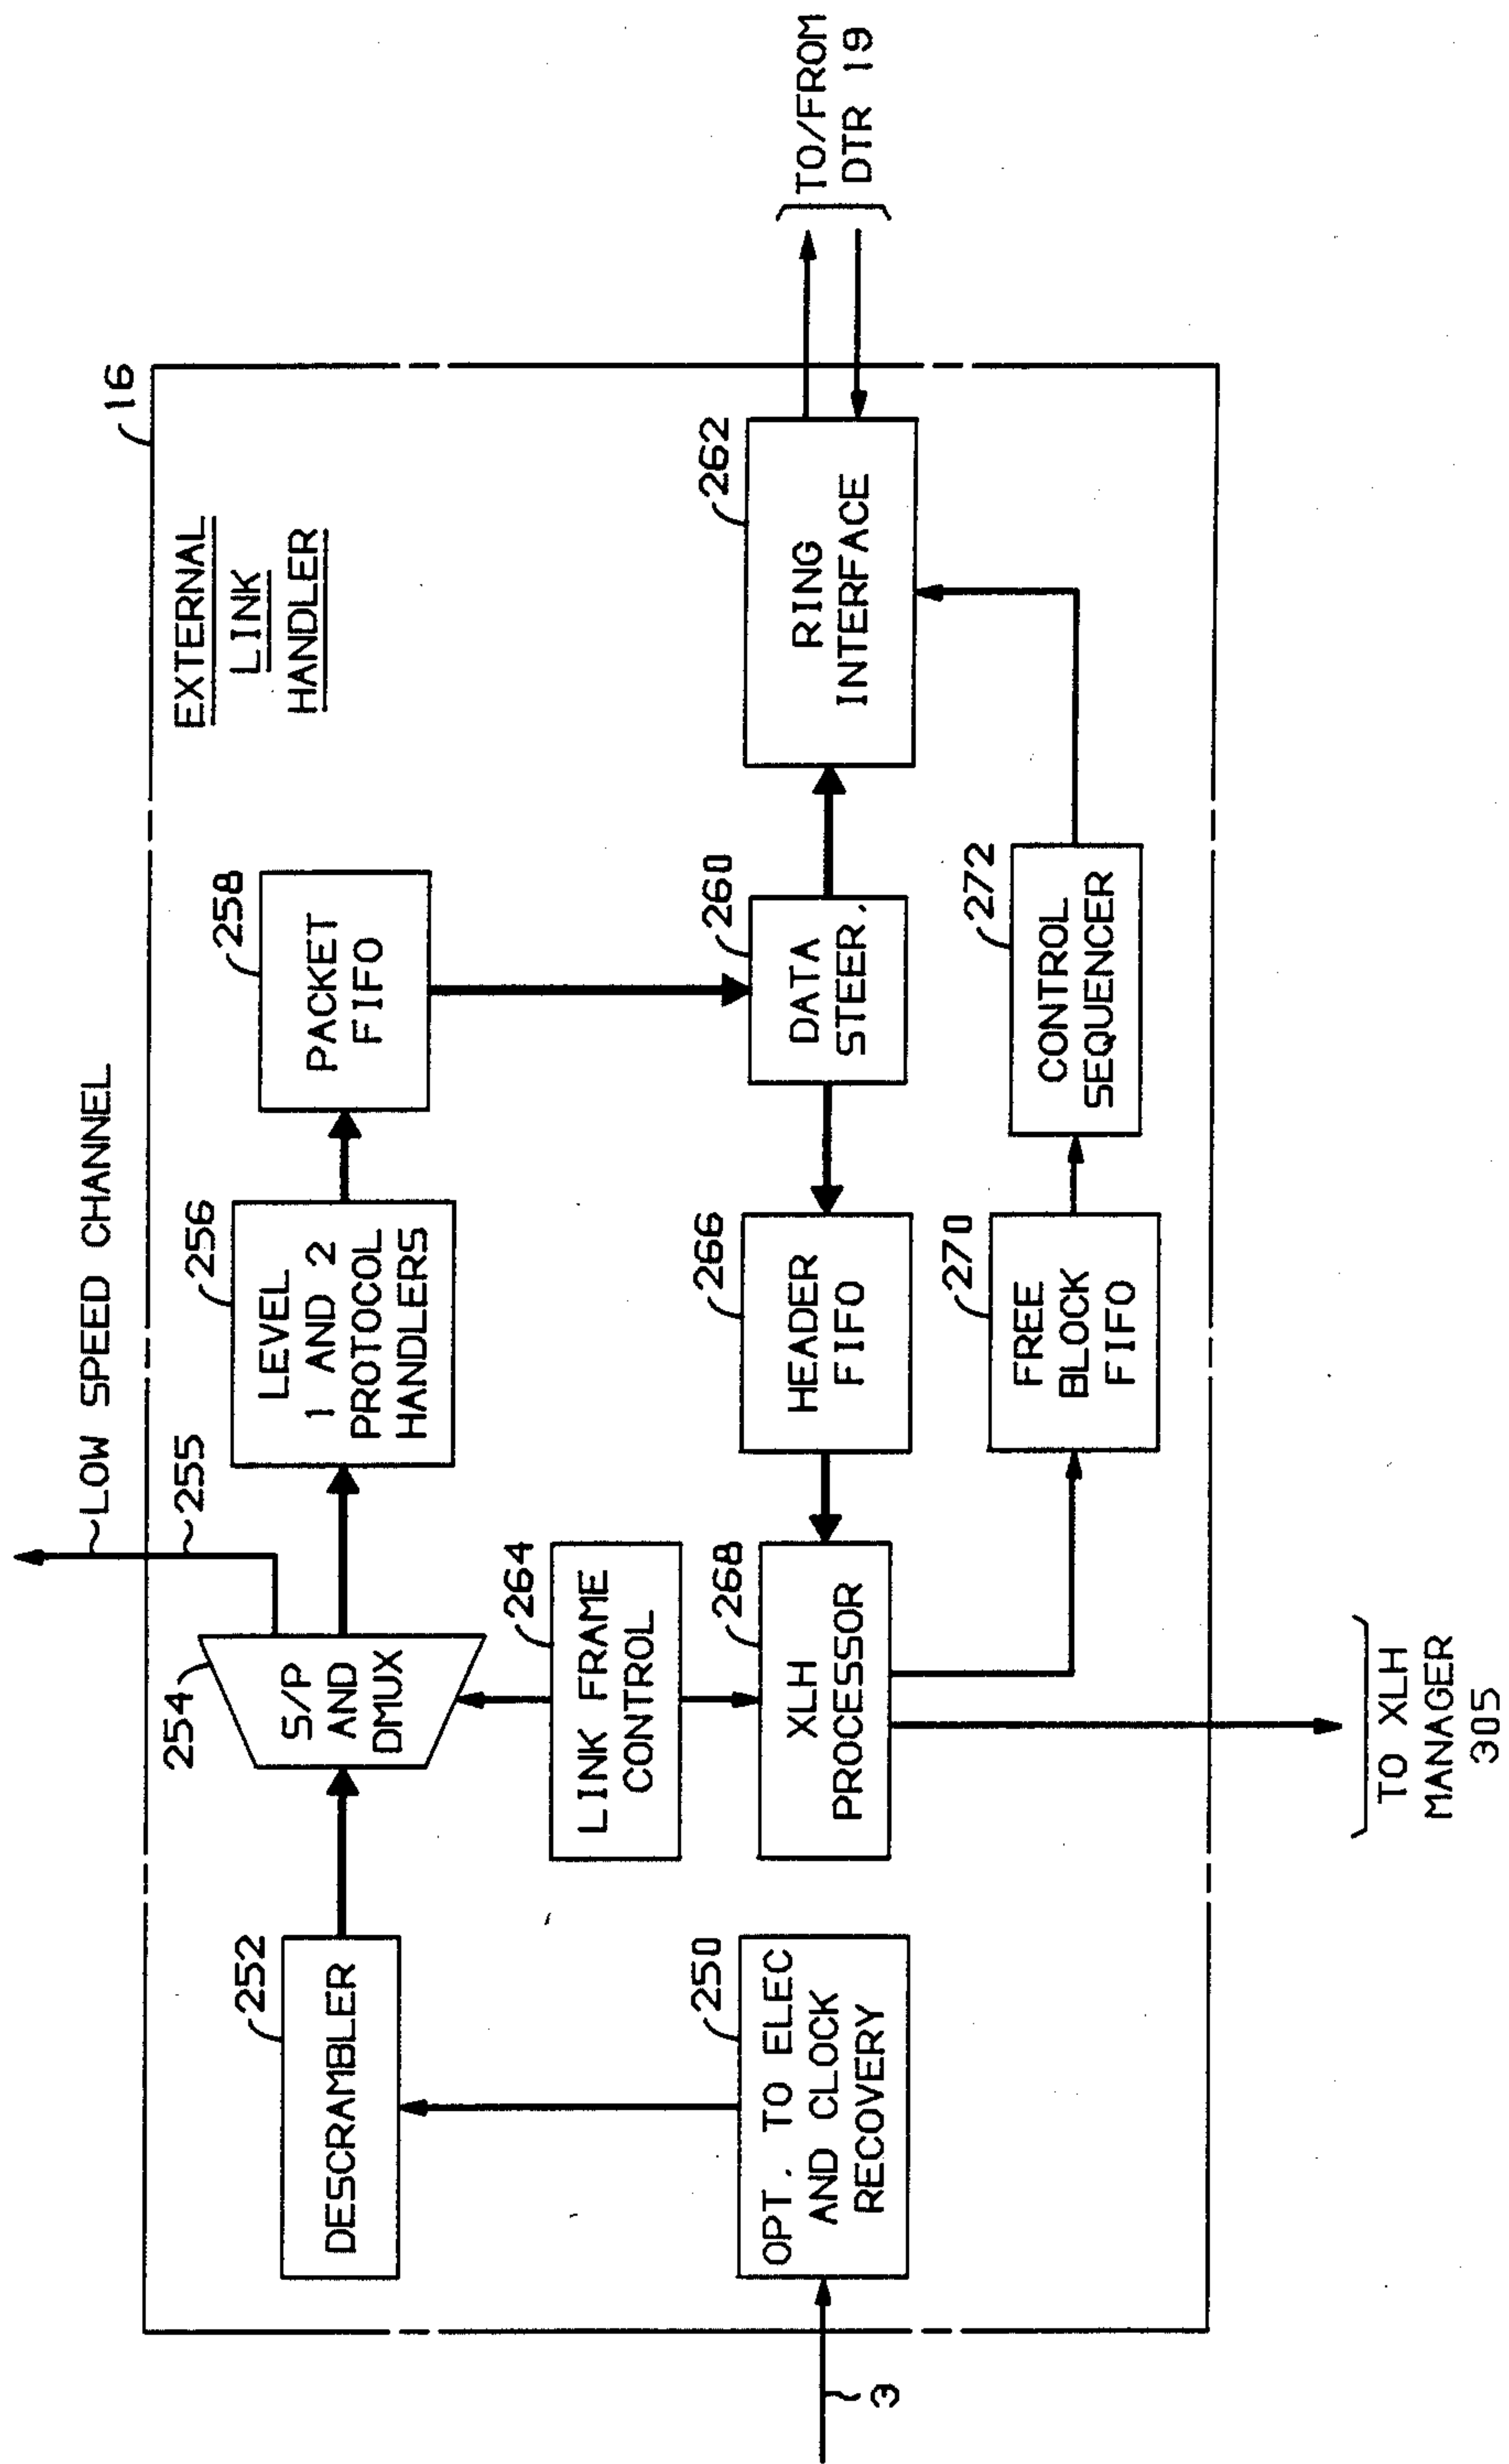 16
EXTERNAL
LINK
HANDLER
LOW SPEED CHANNEL
255
252
DESCRAMBLER
254
S/P
AND
DMUX
256
LEVEL
1 AND 2
PROTOCOL
HANDLERS
258
PACKET
FIFO
264
LINK FRAME
CONTROL
3
250
OPT. TO ELEC
AND CLOCK
RECOVERY
268
XLH
PROCESSOR
266
HEADER
FIFO
260
DATA
STEER.
262
RING
INTERFACE
TO/FROM
DTR 19
270
FREE
BLOCK
FIFO
272
CONTROL
SEQUENCER
TO XLH
MANAGER
305